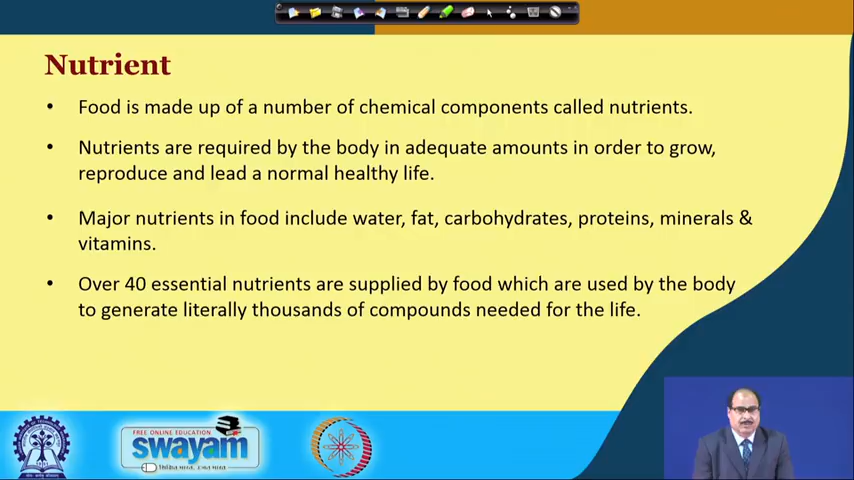 Nutrient
• Food is made up of a number of chemical components called nutrients.
• Nutrients are required by the body in adequate amounts in order to grow,
reproduce and lead a normal healthy life.
• Major nutrients in food include water, fat, carbohydrates, proteins, minerals &
vitamins.
• Over 40 essential nutrients are supplied by food which are used by the body
to generate literally thousands of compounds needed for the life.
FREE ONLINE EDUCATION
swayam